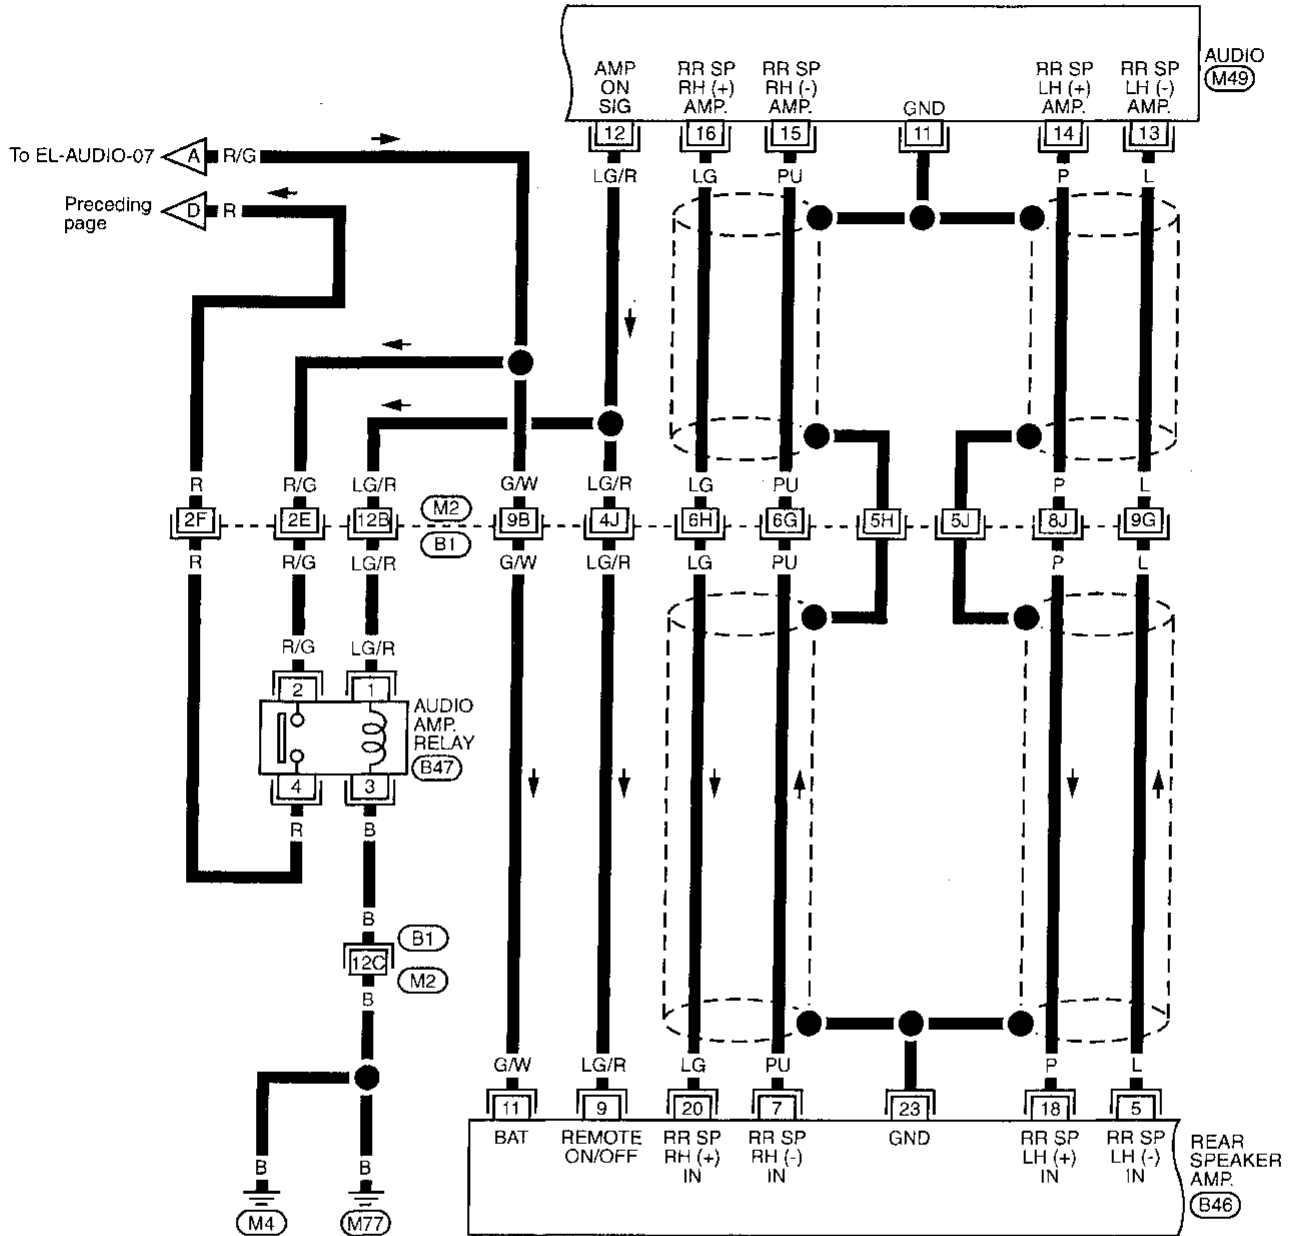 AUDIO
M49
AMP ON SIG
RR SP RH (+) AMP.
RR SP RH (-) AMP.
GND
RR SP LH (+) AMP.
RR SP LH (-) AMP.
12 16 15 11 14 13
LG/R LG PU P L
To EL-AUDIO-07 A R/G
Preceding page D R
R R/G LG/R G/W LG/R LG PU P L
M2
2F 2E 12B 9B 4J 6H 6G 5H 5J 8J 9G
B1
R R/G LG/R G/W LG/R LG PU P L
R/G LG/R
2 1
AUDIO AMP. RELAY
B47
4 3
R B
B
B1
12C
M2
B
B B
M4 M77
G/W LG/R LG PU P L
11 9 20 7 23 18 5
BAT
REMOTE ON/OFF
RR SP RH (+) IN
RR SP RH (-) IN
GND
RR SP LH (+) IN
RR SP LH (-) IN
REAR SPEAKER AMP.
B46